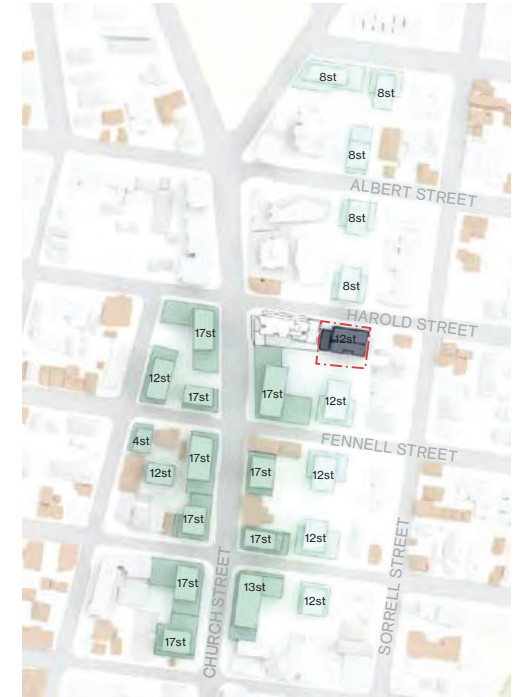 8st
8st
8st
ALBERT STREET
8st
8st
HAROLD STREET
17st
12st
12st
17st
17st
12st
FENNELL STREET
4st
17st
12st
17st
12st
17st
17st
12st
CHURCH STREET
SORRELL STREET
17st
13st
12st
17st